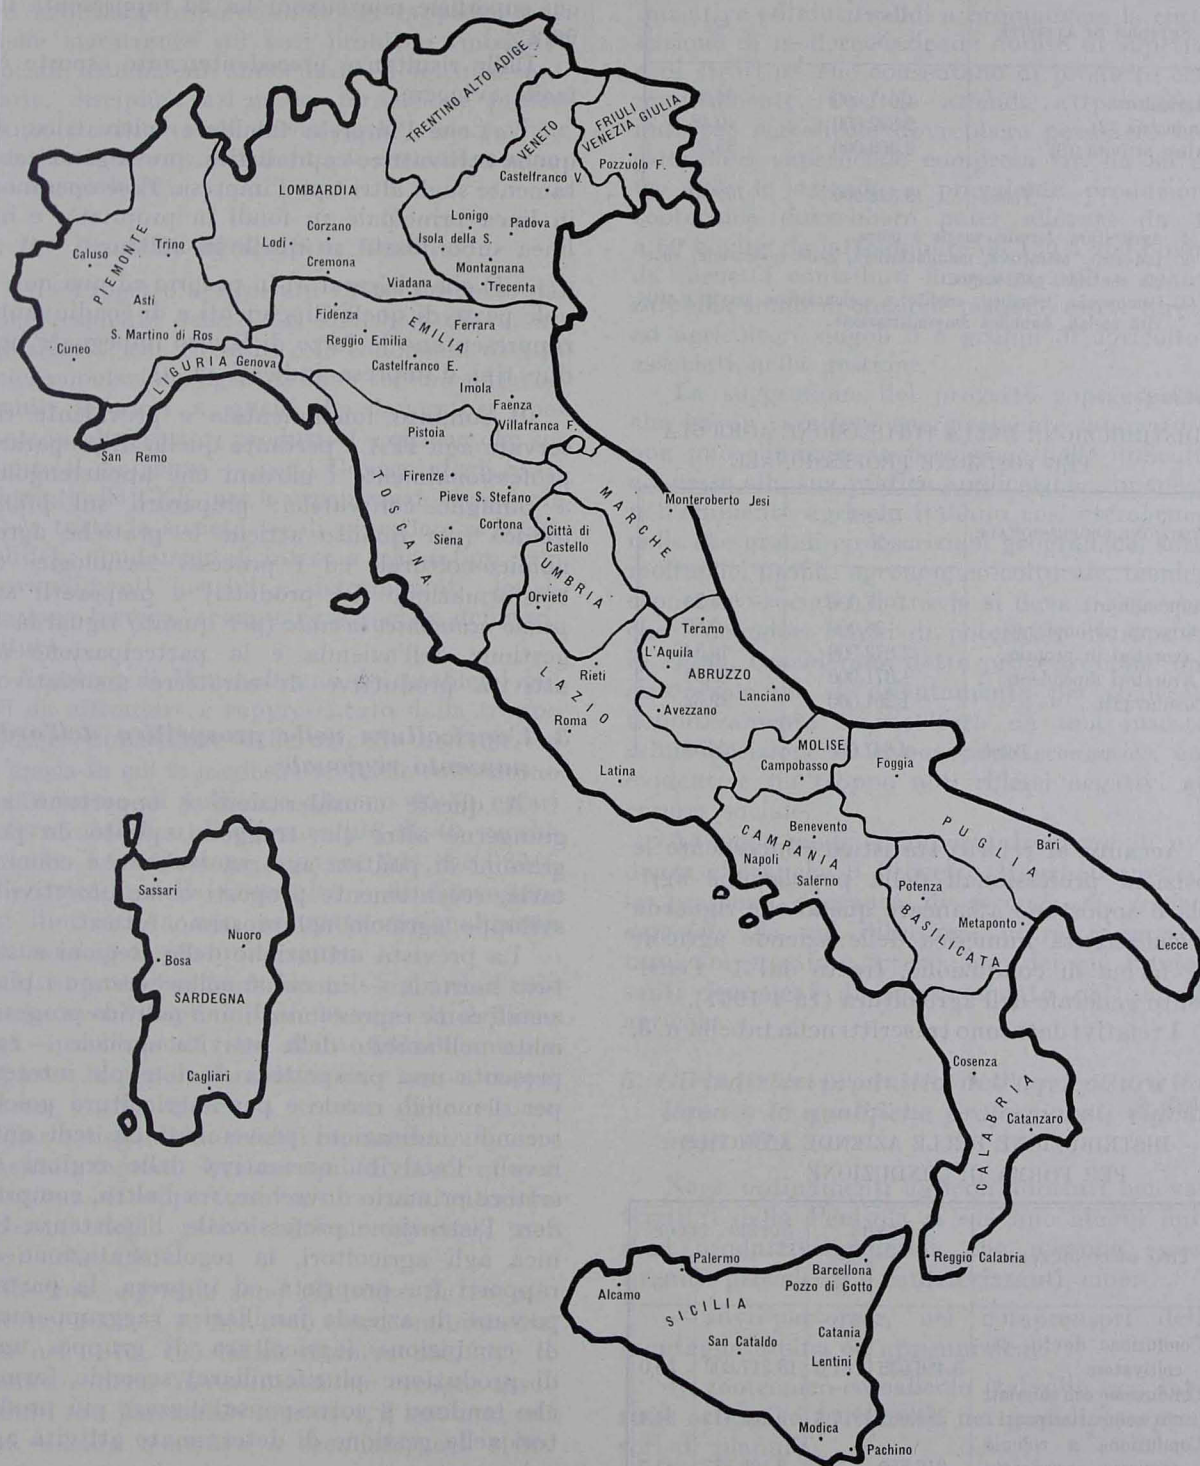 TRENTINO ALTO ADIGE
FRIULI
VENEZIA GIULIA
VENETO
Pozzuolo F.
Castelfranco V.
LOMBARDIA
Lonigo
Padova
Corzano
Isola della S.
Lodi
Trino
PIEMONTE
Caluso
Cremona
Montagnana
Viadana
Trecenta
Asti
Fidenza
Ferrara
EMILIA
S. Martino di Ros
Reggio Emilia
Cuneo
LIGURIA
Genova
Castelfranco E.
Imola
Faenza
Villafranca F.
Pistoia
San Remo
Firenze
TOSCANA
Pieve S. Stefano
MARCHE
Monteroberto Jesi
Cortona
Siena
Città di
Castello
UMBRIA
Orvieto
Teramo
L'Aquila
Rieti
ABRUZZO
LAZIO
Lanciano
Avezzano
Roma
MOLISE
Campobasso
Foggia
Latina
CAMPANIA
Benevento
PUGLIA
Bari
Napoli
Salerno
Potenza
Sassari
BASILICATA
Metaponto
Nuoro
Lecce
Bosa
SARDEGNA
Cosenza
Cagliari
CALABRIA
Catanzaro
Palermo
Barcellona
Pozzo di Gotto
Reggio Calabria
Alcamo
SICILIA
San Cataldo
Catania
Lentini
Modica
Pachino